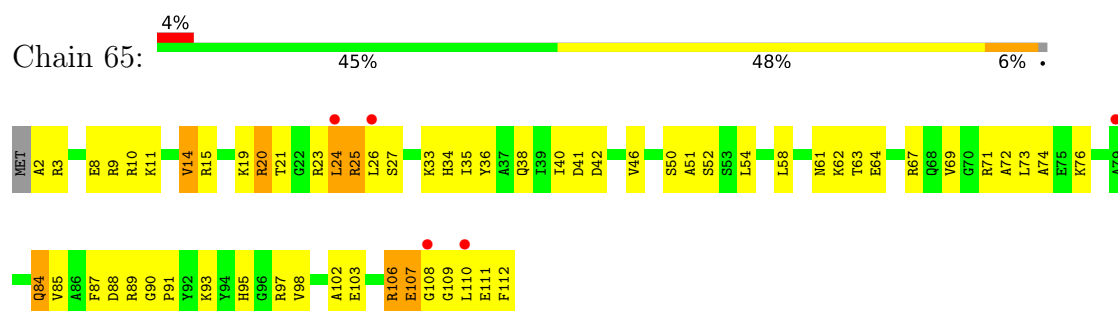 4%
Chain 65:
45% 48% 6% •
MET A2 R3 E8 R9 R10 K11 V14 R15 K19 R20 T21 G22 R23 L24 R25 L26 S27 K33 H34 I35 Y36 A37 Q38 I39 I40 D41 D42 V46 S50 A51 S52 S53 L54 L58 N61 K62 T63 E64 R67 Q68 V69 G70 R71 A72 L73 A74 E75 K76 A79
Q84 V85 A86 F87 D88 R89 G90 P91 Y92 K93 Y94 H95 G96 R97 V98 A102 E103 R106 E107 G108 G109 L110 E111 F112